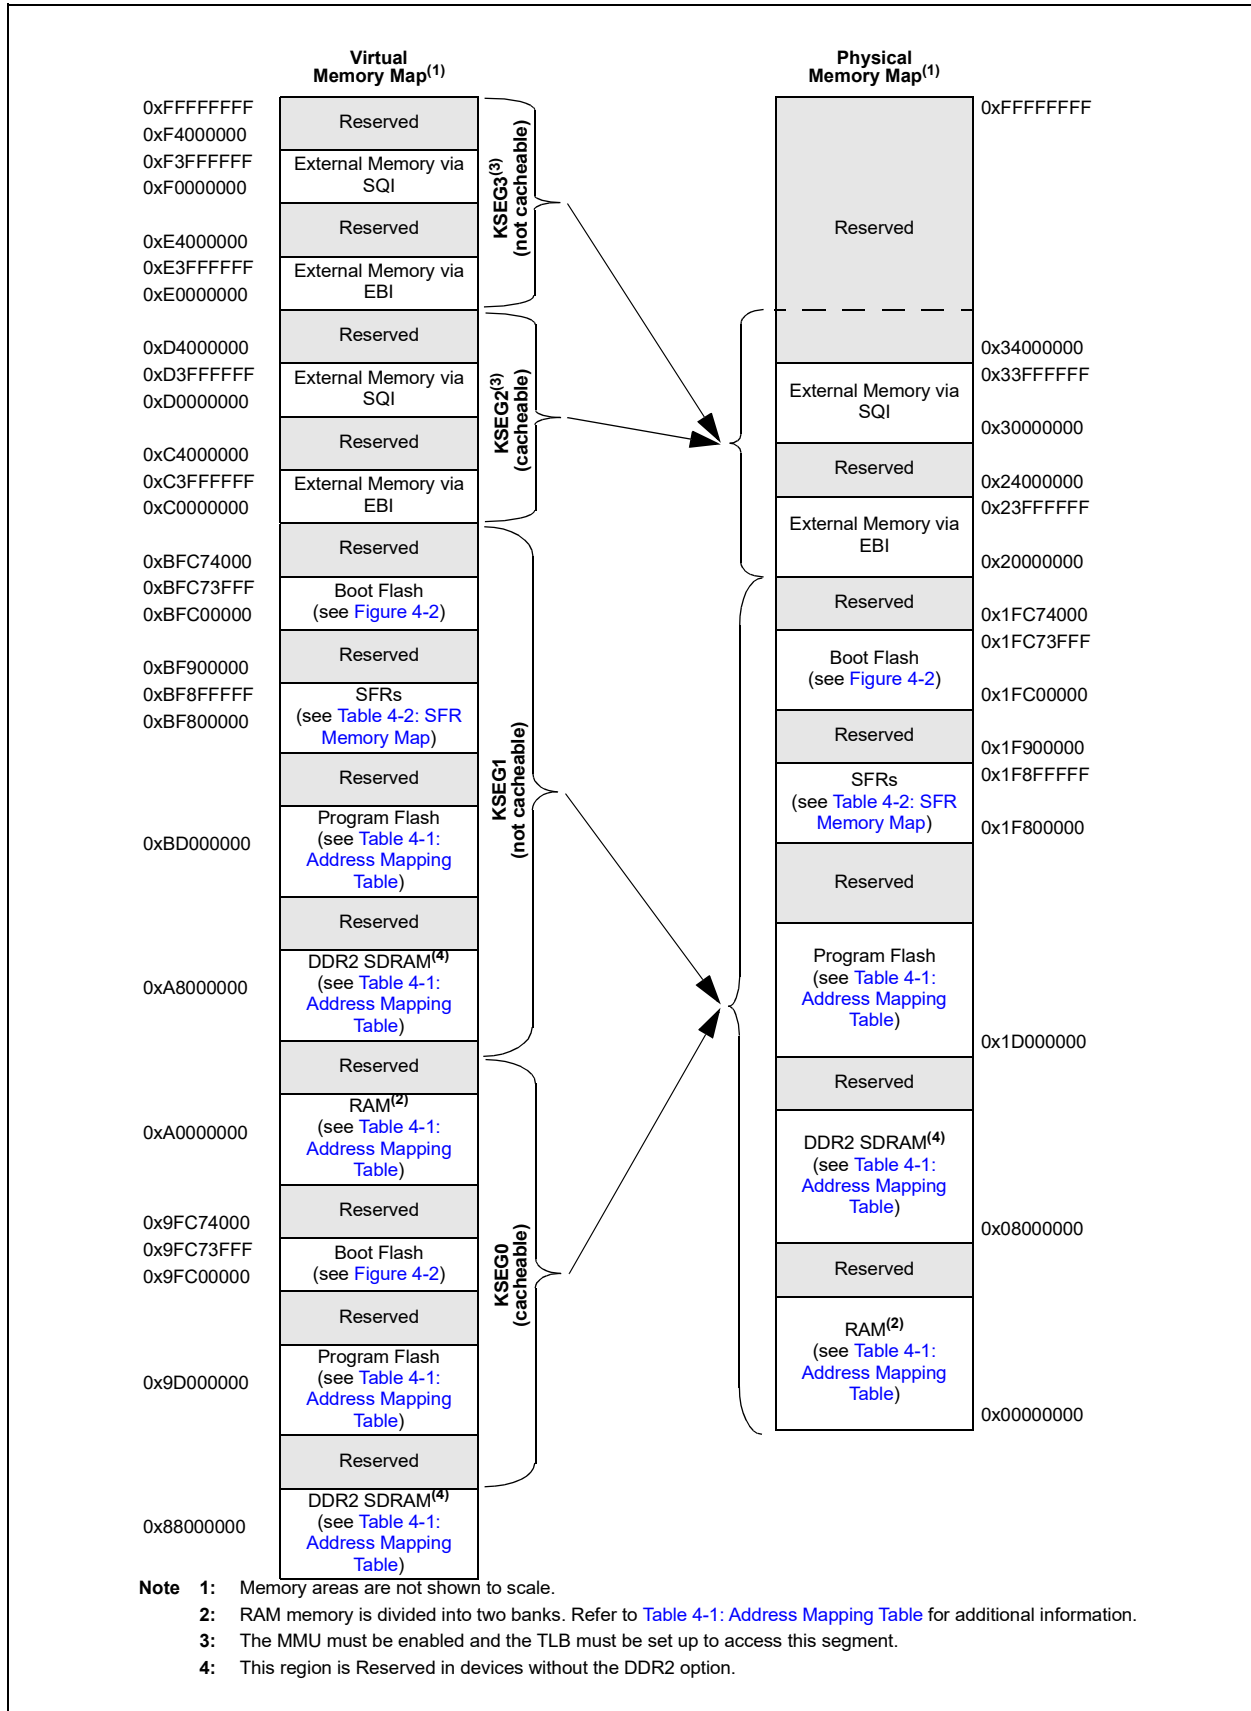 Virtual
Memory Map(1)
0xFFFFFFFF
0xF4000000
0xF3FFFFFF
0xF0000000
0xE4000000
0xE3FFFFFF
0xE0000000
0xD4000000
0xD3FFFFFF
0xD0000000
0xC4000000
0xC3FFFFFF
0xC0000000
0xBFC74000
0xBFC73FFF
0xBFC00000
0xBF900000
0xBF8FFFFF
0xBF800000
0xBD000000
0xA8000000
0xA0000000
0x9FC74000
0x9FC73FFF
0x9FC00000
0x9D000000
0x88000000
Reserved
External Memory via
SQI
Reserved
External Memory via
EBI
Reserved
External Memory via
SQI
Reserved
External Memory via
EBI
Reserved
Boot Flash
(see Figure 4-2)
Reserved
SFRs
(see Table 4-2: SFR
Memory Map)
Reserved
Program Flash
(see Table 4-1:
Address Mapping
Table)
Reserved
DDR2 SDRAM(4)
(see Table 4-1:
Address Mapping
Table)
Reserved
RAM(2)
(see Table 4-1:
Address Mapping
Table)
Reserved
Boot Flash
(see Figure 4-2)
Reserved
Program Flash
(see Table 4-1:
Address Mapping
Table)
Reserved
DDR2 SDRAM(4)
(see Table 4-1:
Address Mapping
Table)
KSEG3(3)
(not cacheable)
KSEG2(3)
(cacheable)
KSEG1
(not cacheable)
KSEG0
(cacheable)
Physical
Memory Map(1)
Reserved
External Memory via
SQI
Reserved
External Memory via
EBI
Reserved
Boot Flash
(see Figure 4-2)
Reserved
SFRs
(see Table 4-2: SFR
Memory Map)
Reserved
Program Flash
(see Table 4-1:
Address Mapping
Table)
Reserved
DDR2 SDRAM(4)
(see Table 4-1:
Address Mapping
Table)
Reserved
RAM(2)
(see Table 4-1:
Address Mapping
Table)
0xFFFFFFFF
0x34000000
0x33FFFFFF
0x30000000
0x24000000
0x23FFFFFF
0x20000000
0x1FC74000
0x1FC73FFF
0x1FC00000
0x1F900000
0x1F8FFFFF
0x1F800000
0x1D000000
0x08000000
0x00000000
Note 1: Memory areas are not shown to scale.
2: RAM memory is divided into two banks. Refer to Table 4-1: Address Mapping Table for additional information.
3: The MMU must be enabled and the TLB must be set up to access this segment.
4: This region is Reserved in devices without the DDR2 option.